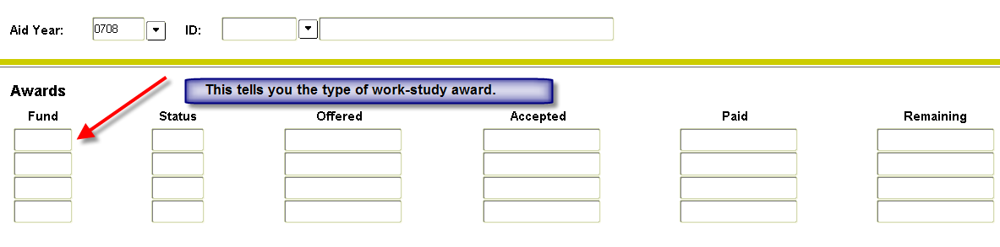 Aid Year: 0708 ID:
This tells you the type of work-study award.
Awards
Fund Status Offered Accepted Paid Remaining